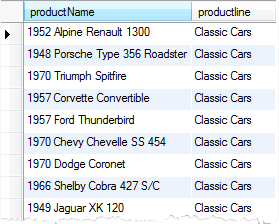 productName productline
1952 Alpine Renault 1300 Classic Cars
1948 Porsche Type 356 Roadster Classic Cars
1970 Triumph Spitfire Classic Cars
1957 Corvette Convertible Classic Cars
1957 Ford Thunderbird Classic Cars
1970 Chevy Chevelle SS 454 Classic Cars
1970 Dodge Coronet Classic Cars
1966 Shelby Cobra 427 S/C Classic Cars
1949 Jaguar XK 120 Classic Cars